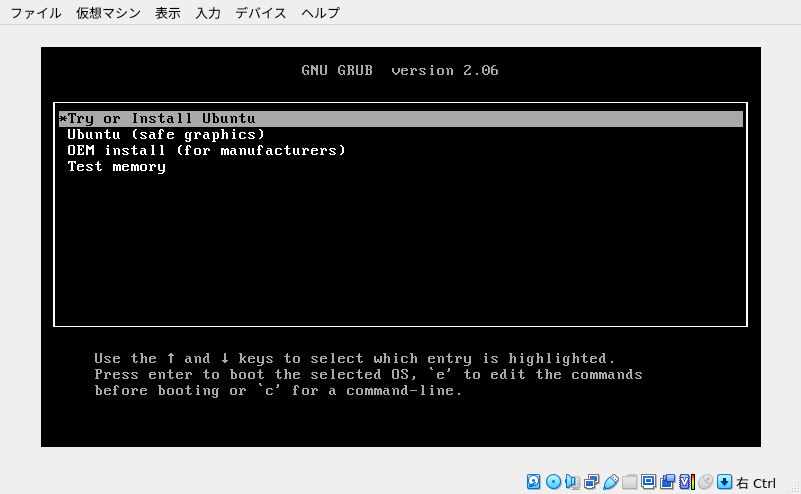 ファイル 仮想マシン 表示 入力 デバイス ヘルプ
GNU GRUB version 2.06
*Try or Install Ubuntu
Ubuntu (safe graphics)
OEM install (for manufacturers)
Test memory
Use the ↑ and ↓ keys to select which entry is highlighted.
Press enter to boot the selected OS, `e' to edit the commands
before booting or `c' for a command-line.
右 Ctrl